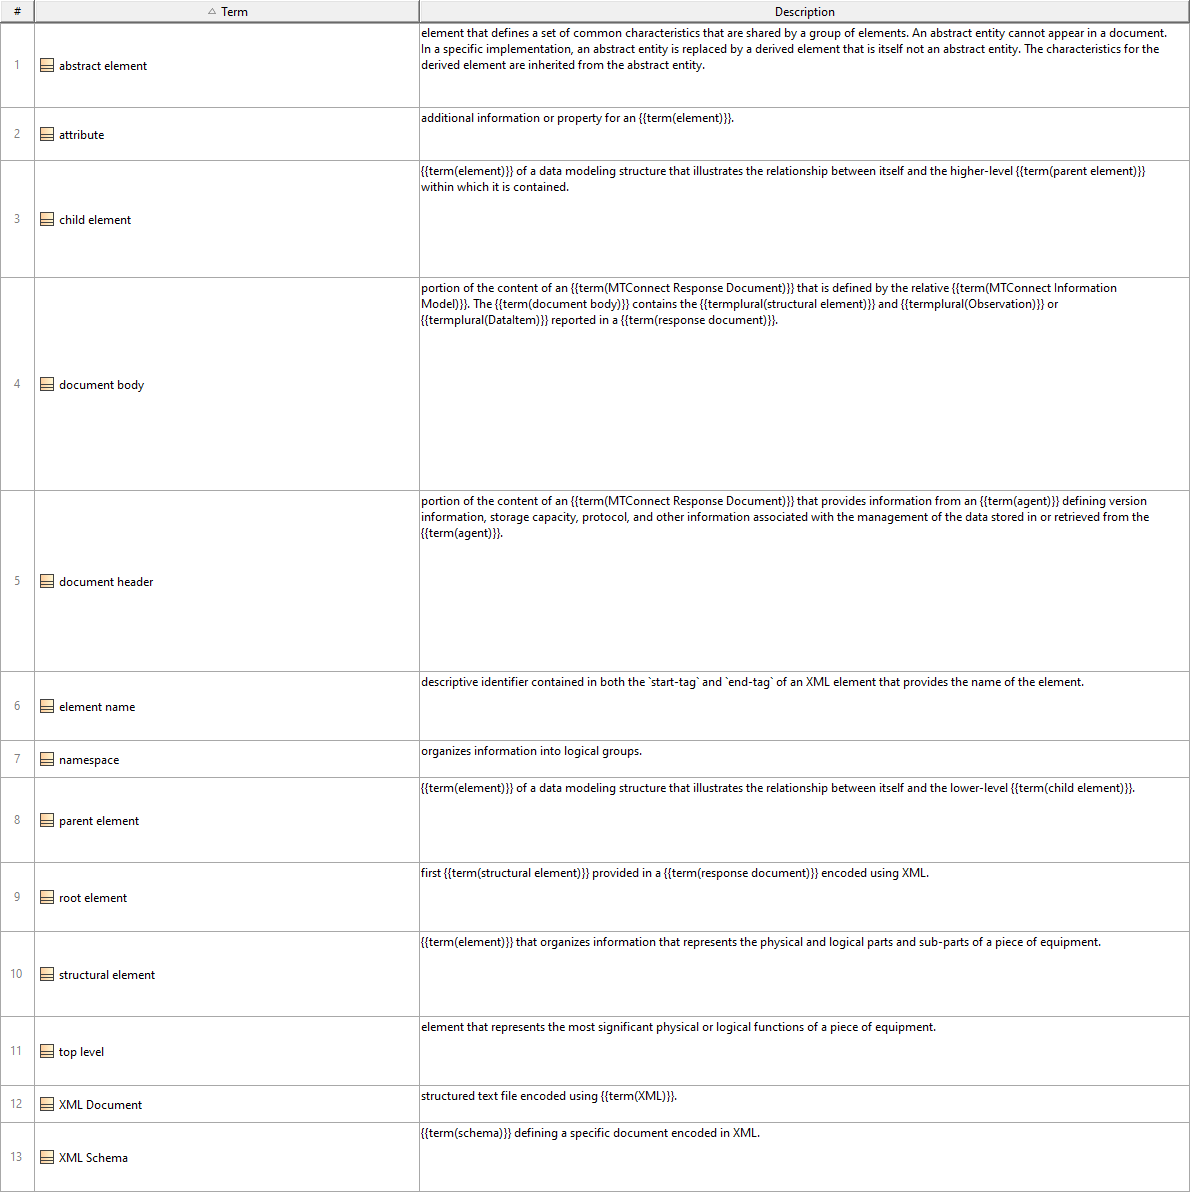 # △ Term Description
1 abstract element
element that defines a set of common characteristics that are shared by a group of elements. An abstract entity cannot appear in a document.
In a specific implementation, an abstract entity is replaced by a derived element that is itself not an abstract entity. The characteristics for the
derived element are inherited from the abstract entity.
2 attribute
additional information or property for an {{term(element)}}.
3 child element
{{term(element)}} of a data modeling structure that illustrates the relationship between itself and the higher-level {{term(parent element)}}
within which it is contained.
4 document body
portion of the content of an {{term(MTConnect Response Document)}} that is defined by the relative {{term(MTConnect Information
Model)}}. The {{term(document body)}} contains the {{termplural(structural element)}} and {{termplural(Observation)}} or
{{termplural(DataItem)}} reported in a {{term(response document)}}.
5 document header
portion of the content of an {{term(MTConnect Response Document)}} that provides information from an {{term(agent)}} defining version
information, storage capacity, protocol, and other information associated with the management of the data stored in or retrieved from the
{{term(agent)}}.
6 element name
descriptive identifier contained in both the `start-tag` and `end-tag` of an XML element that provides the name of the element.
7 namespace
organizes information into logical groups.
8 parent element
{{term(element)}} of a data modeling structure that illustrates the relationship between itself and the lower-level {{term(child element)}}.
9 root element
first {{term(structural element)}} provided in a {{term(response document)}} encoded using XML.
10 structural element
{{term(element)}} that organizes information that represents the physical and logical parts and sub-parts of a piece of equipment.
11 top level
element that represents the most significant physical or logical functions of a piece of equipment.
12 XML Document
structured text file encoded using {{term(XML)}}.
13 XML Schema
{{term(schema)}} defining a specific document encoded in XML.